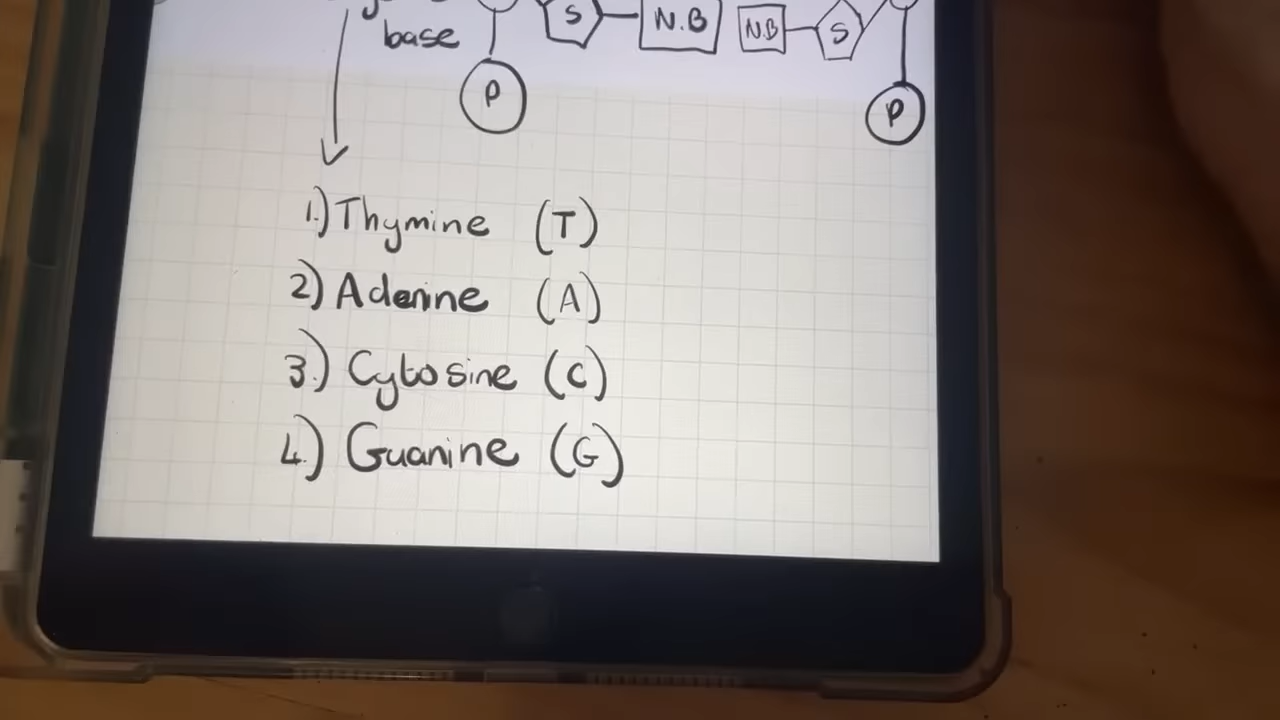 S N.B N.B S
base
P P
1.) Thymine (T)
2) Adenine (A)
3.) Cytosine (C)
4.) Guanine (G)